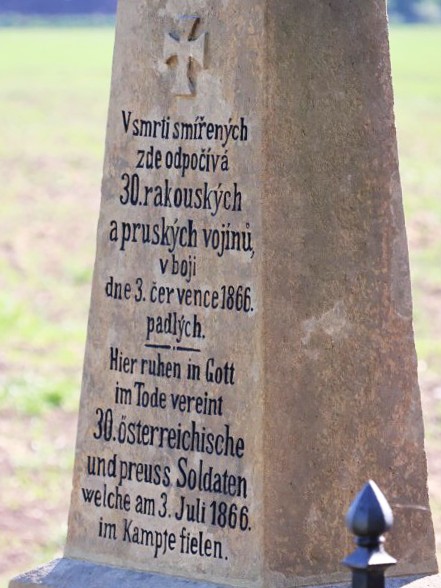 V smrti smířených
zde odpočívá
30. rakouských
a pruských vojínů,
v boji
dne 3. července 1866.
padlých.
Hier ruhen in Gott
im Tode vereint
30. österreichische
und preuss. Soldaten
welche am 3. Juli 1866.
im Kampfe fielen.